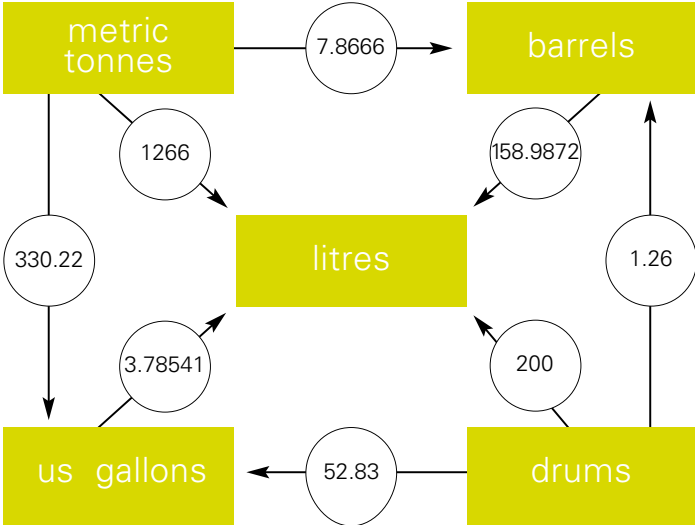 metric
tonnes
7.8666
barrels
1266
158.9872
330.22
litres
1.26
3.78541
200
us gallons
52.83
drums